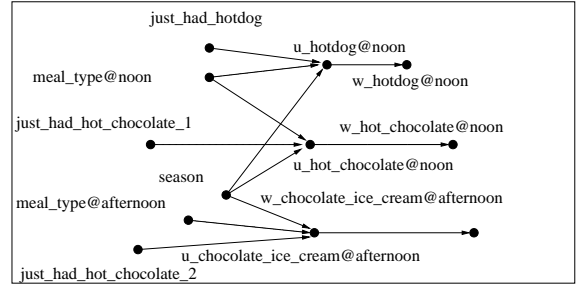 just_had_hotdog
u_hotdog@noon
meal_type@noon
w_hotdog@noon
just_had_hot_chocolate_1
w_hot_chocolate@noon
u_hot_chocolate@noon
season
w_chocolate_ice_cream@afternoon
meal_type@afternoon
u_chocolate_ice_cream@afternoon
just_had_hot_chocolate_2